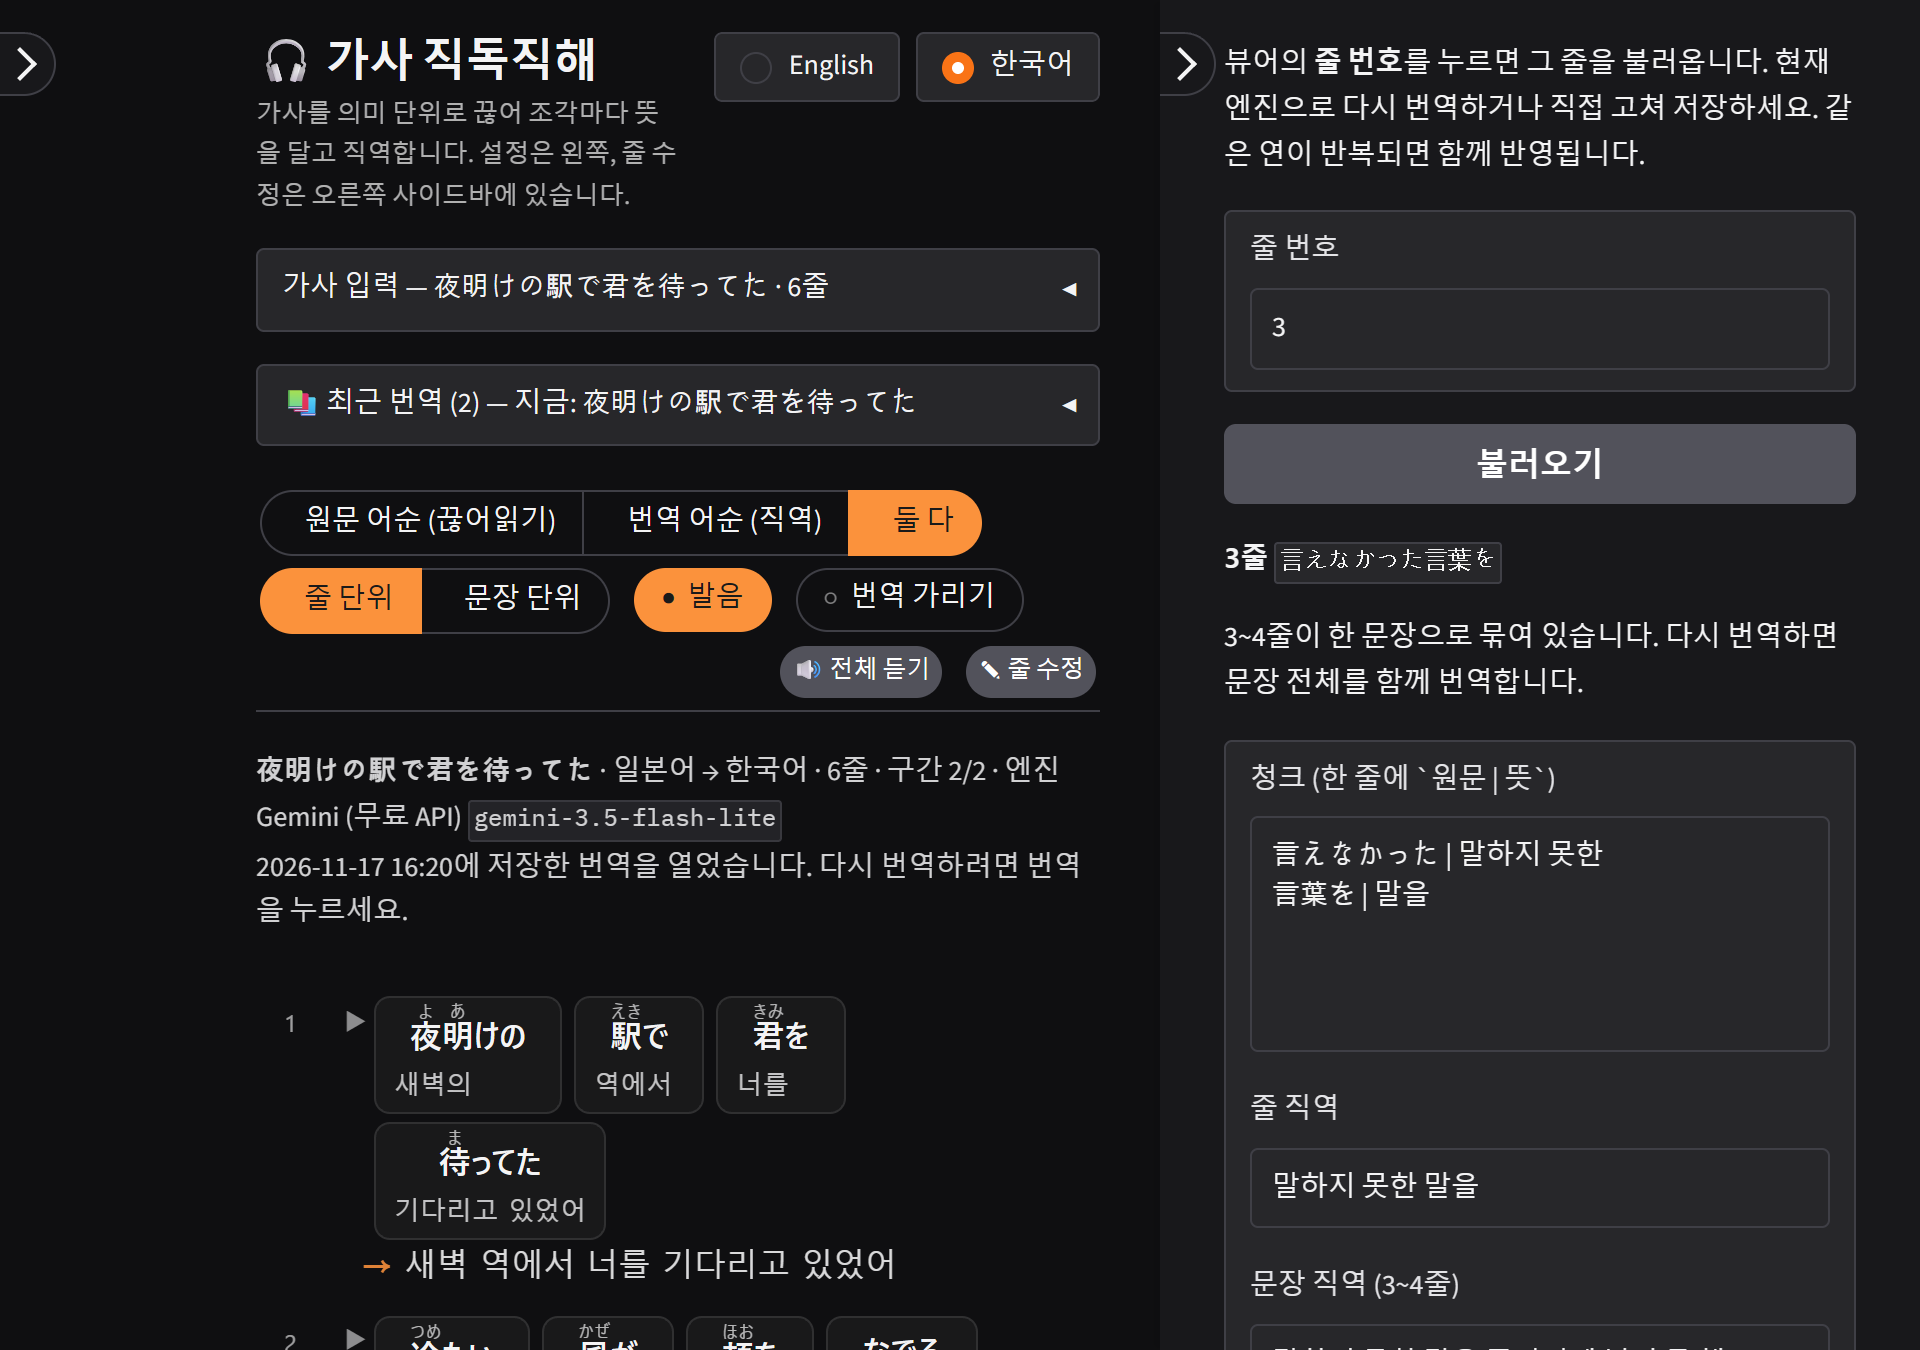 가사 직독직해
English
한국어
가사를 의미 단위로 끊어 조각마다 뜻
을 달고 직역합니다. 설정은 왼쪽, 줄 수
정은 오른쪽 사이드바에 있습니다.
가사 입력 — 夜明けの駅で君を待ってた · 6줄
최근 번역 (2) — 지금: 夜明けの駅で君を待ってた
원문 어순 (끊어읽기)
번역 어순 (직역)
둘 다
줄 단위
문장 단위
발음
번역 가리기
전체 듣기
줄 수정
夜明けの駅で君を待ってた · 일본어 → 한국어 · 6줄 · 구간 2/2 · 엔진
Gemini (무료 API) gemini-3.5-flash-lite
2026-11-17 16:20에 저장한 번역을 열었습니다. 다시 번역하려면 번역
을 누르세요.
1
よ あ
夜明けの
새벽의
えき
駅で
역에서
きみ
君を
너를
ま
待ってた
기다리고 있었어
→ 새벽 역에서 너를 기다리고 있었어
2
つめ
冷たい
かぜ
風が
ほお
頬を
なでる
뷰어의 줄 번호를 누르면 그 줄을 불러옵니다. 현재
엔진으로 다시 번역하거나 직접 고쳐 저장하세요. 같
은 연이 반복되면 함께 반영됩니다.
줄 번호
3
불러오기
3줄 言えなかった言葉を
3~4줄이 한 문장으로 묶여 있습니다. 다시 번역하면
문장 전체를 함께 번역합니다.
청크 (한 줄에 `원문 | 뜻`)
言えなかった | 말하지 못한
言葉を | 말을
줄 직역
말하지 못한 말을
문장 직역 (3~4줄)